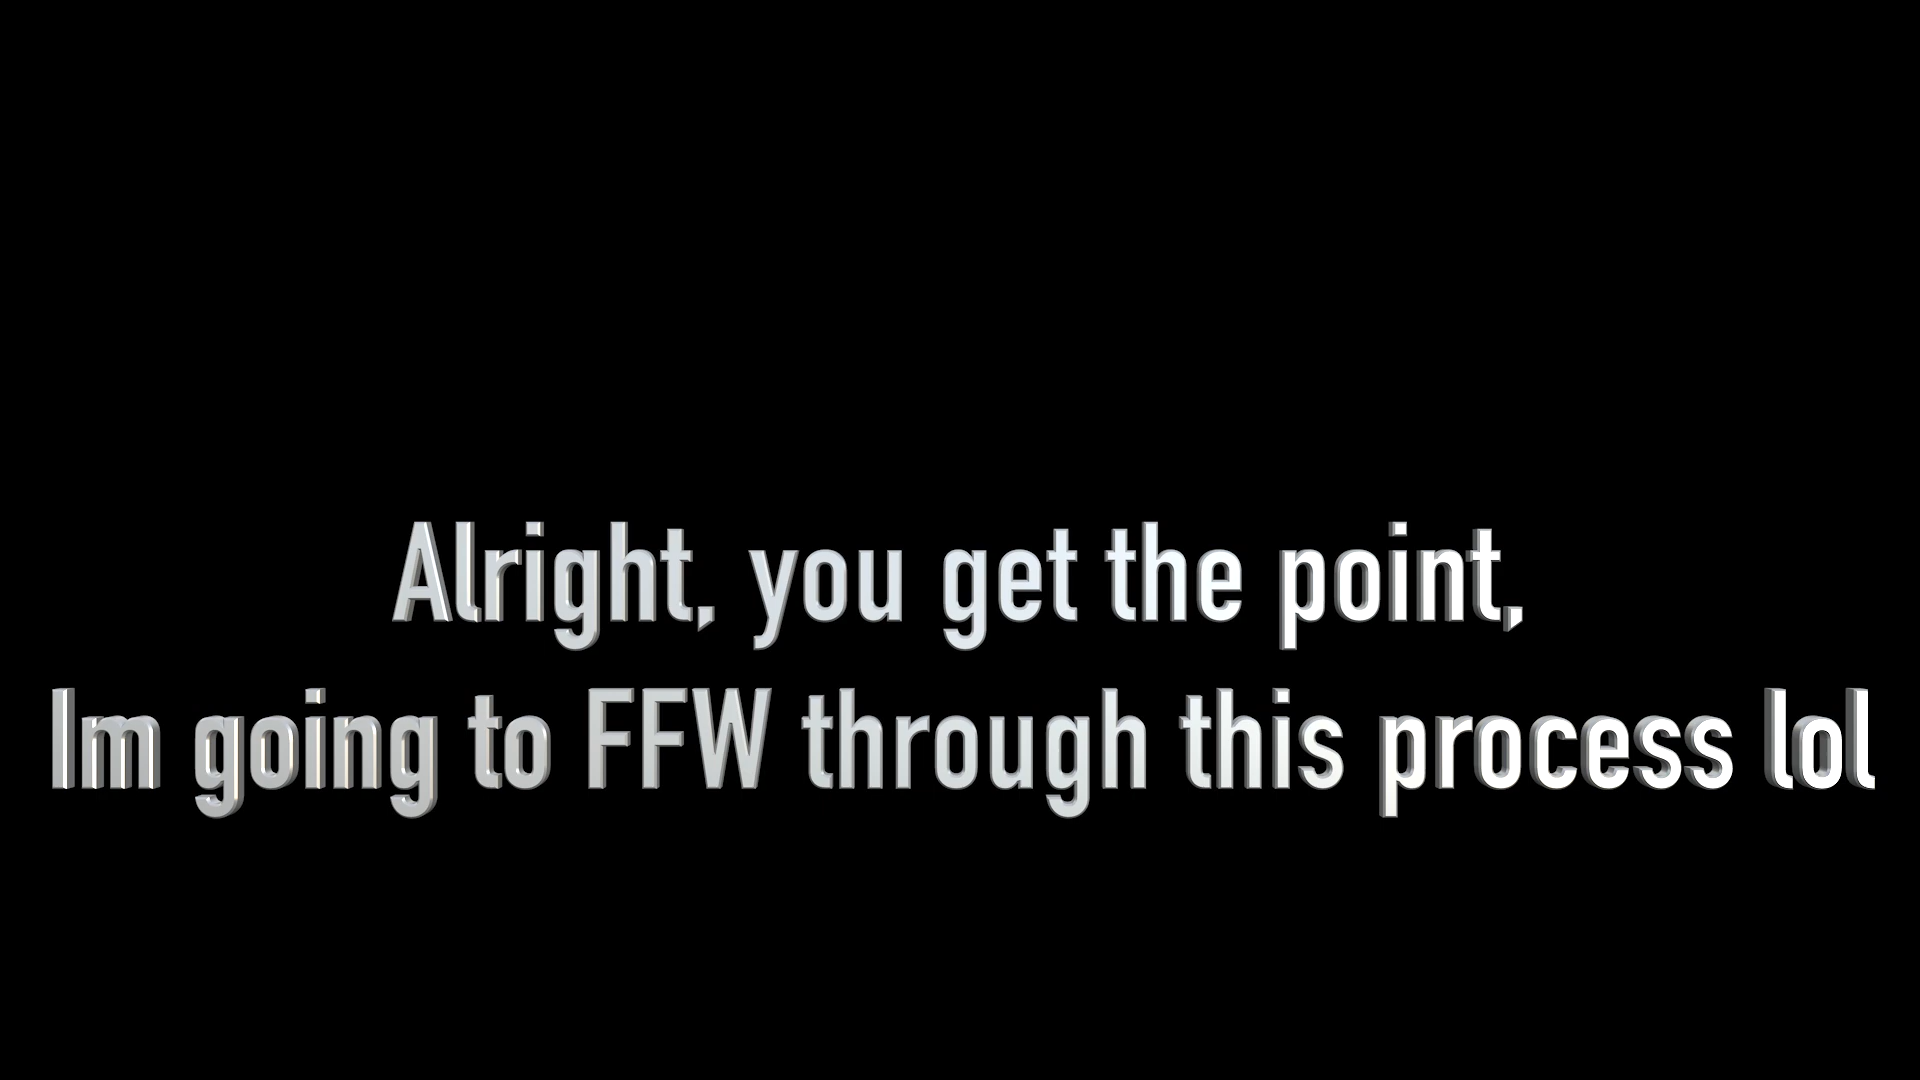 Alright, you get the point,
Im going to FFW through this process lol